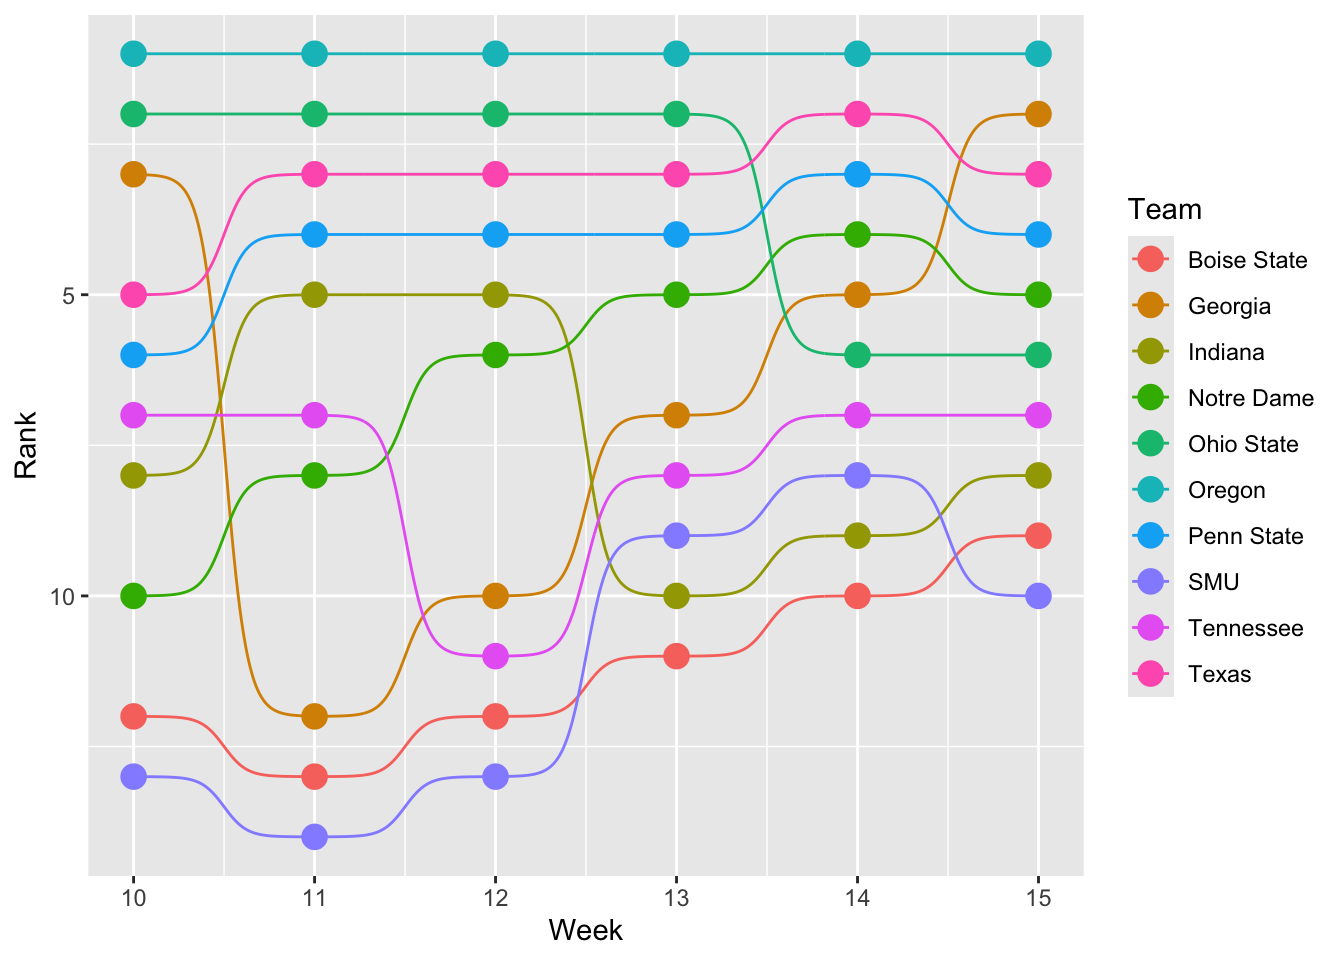 Rank
5
10
10 11 12 13 14 15
Week
Team
Boise State
Georgia
Indiana
Notre Dame
Ohio State
Oregon
Penn State
SMU
Tennessee
Texas